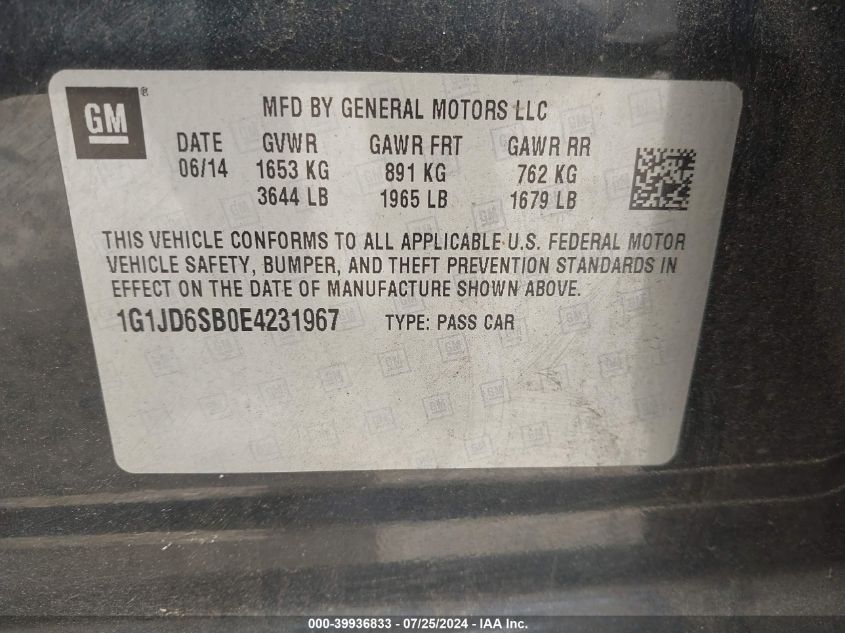 GM ®
MFD BY GENERAL MOTORS LLC
DATE GVWR GAWR FRT GAWR RR
06/14 1653 KG 891 KG 762 KG
3644 LB 1965 LB 1679 LB
THIS VEHICLE CONFORMS TO ALL APPLICABLE U.S. FEDERAL MOTOR
VEHICLE SAFETY, BUMPER, AND THEFT PREVENTION STANDARDS IN
EFFECT ON THE DATE OF MANUFACTURE SHOWN ABOVE.
1G1JD6SB0E4231967 TYPE: PASS CAR
000-39936833 - 07/25/2024 - IAA Inc.